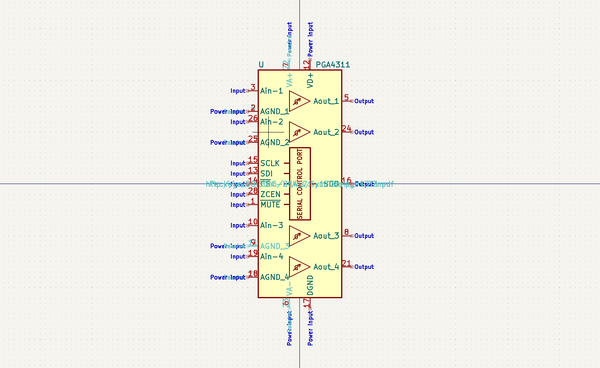 Power Input
Power Input
7
12
U
PGA4311
VA+
VD+
Input
3
Ain-1
Aout_1
5
Output
Power Input
2
AGND_1
Input
26
Ain-2
Aout_2
24
Output
Power Input
25
AGND_2
Input
15
SCLK
Input
13
SDI
Input
14
16
Output
Input
28
ZCEN
Input
1
MUTE
SERIAL CONTROL PORT
Input
10
Ain-3
Aout_3
8
Output
Power Input
9
AGND_3
Input
19
Ain-4
Aout_4
21
Output
Power Input
18
AGND_4
VA-
DGND
6
17
Power Input
Power Input